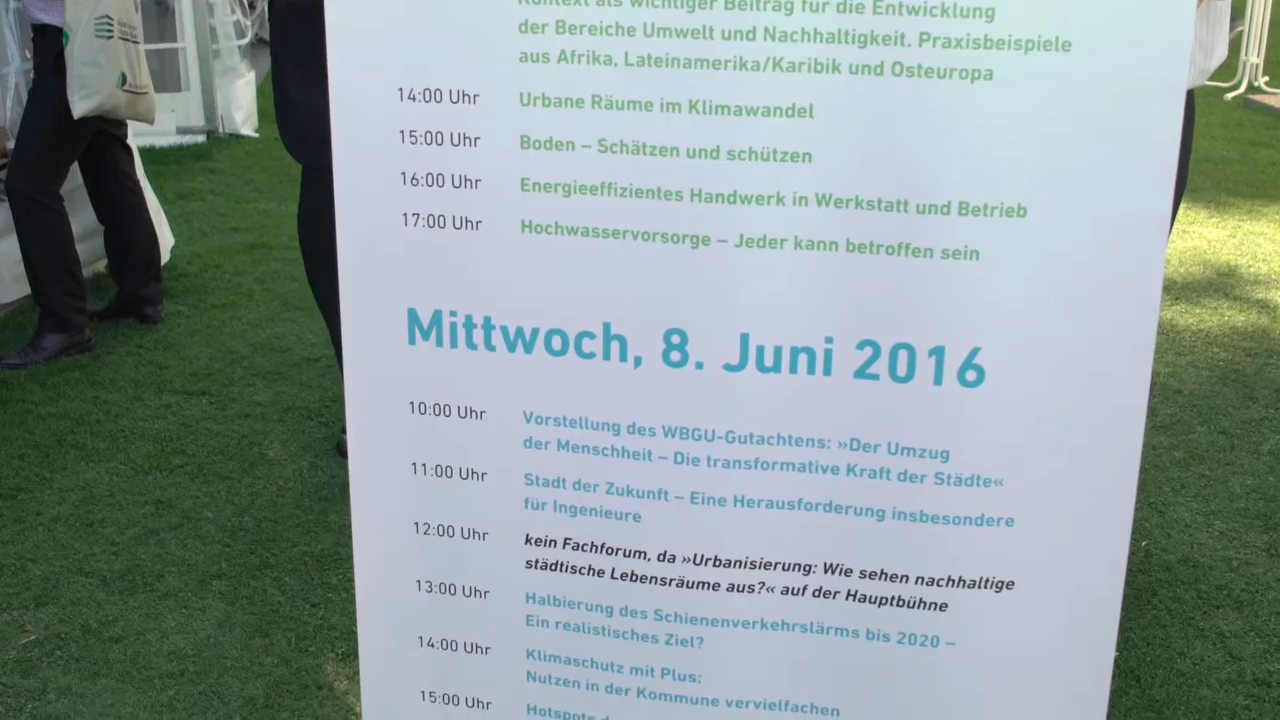 Kontext als wichtiger Beitrag für die Entwicklung
der Bereiche Umwelt und Nachhaltigkeit. Praxisbeispiele
aus Afrika, Lateinamerika/Karibik und Osteuropa
14:00 Uhr Urbane Räume im Klimawandel
15:00 Uhr Boden – Schätzen und schützen
16:00 Uhr Energieeffizientes Handwerk in Werkstatt und Betrieb
17:00 Uhr Hochwasservorsorge – Jeder kann betroffen sein
Mittwoch, 8. Juni 2016
10:00 Uhr Vorstellung des WBGU-Gutachtens: »Der Umzug
der Menschheit – Die transformative Kraft der Städte«
11:00 Uhr Stadt der Zukunft – Eine Herausforderung insbesondere
für Ingenieure
12:00 Uhr kein Fachforum, da »Urbanisierung: Wie sehen nachhaltige
städtische Lebensräume aus?« auf der Hauptbühne
13:00 Uhr Halbierung des Schienenverkehrslärms bis 2020 –
Ein realistisches Ziel?
14:00 Uhr Klimaschutz mit Plus:
Nutzen in der Kommune vervielfachen
15:00 Uhr Hotspots